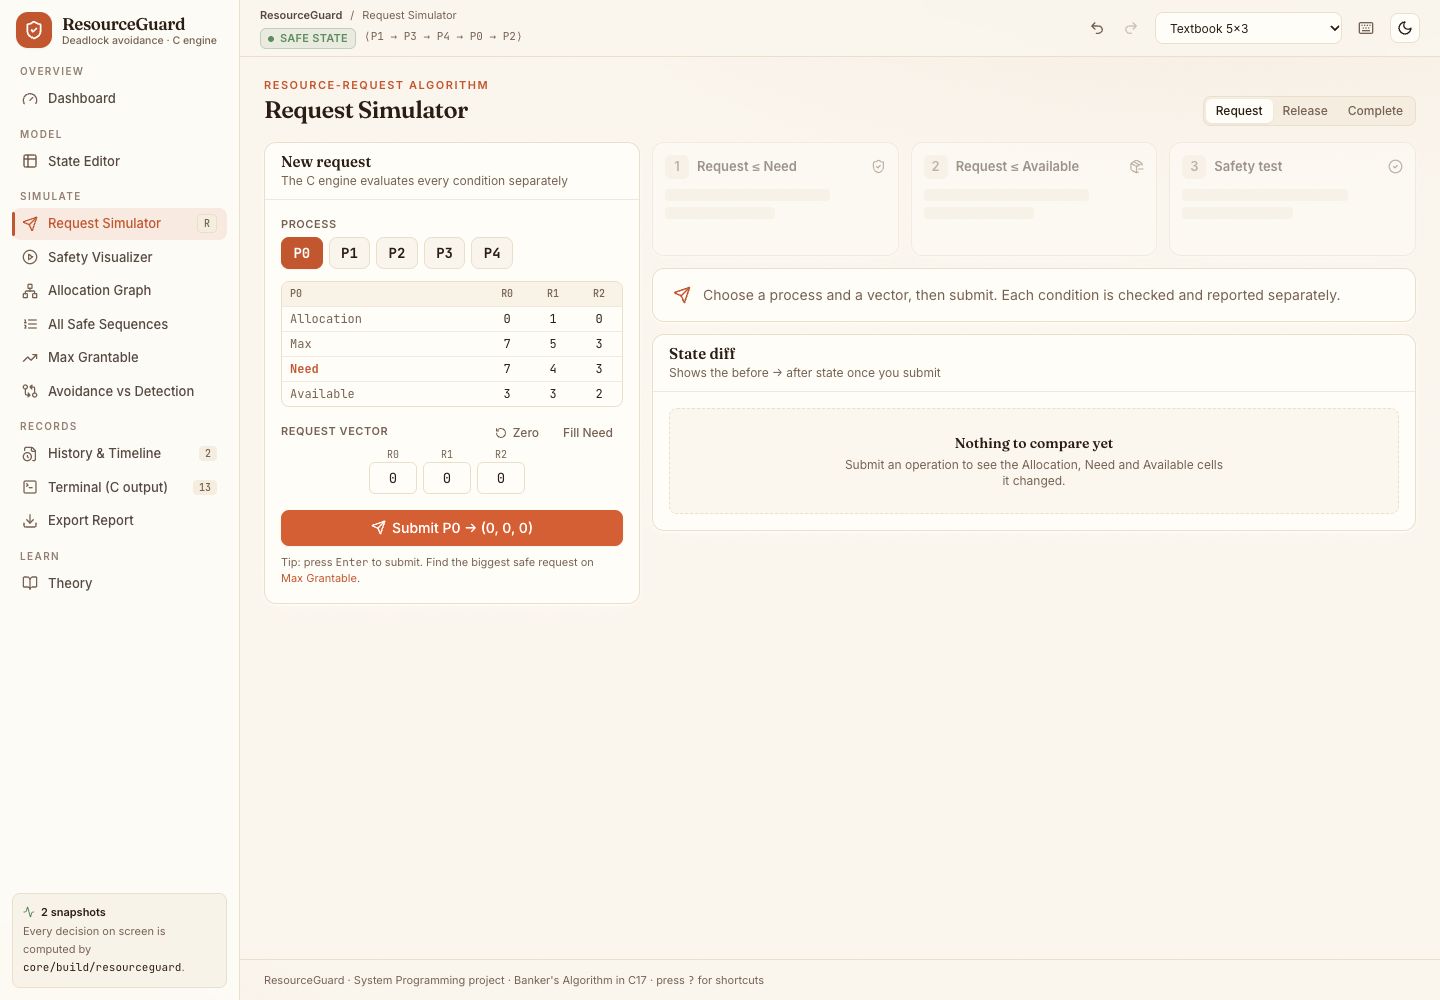 ResourceGuard
Deadlock avoidance · C engine
OVERVIEW
Dashboard
MODEL
State Editor
SIMULATE
Request Simulator R
Safety Visualizer
Allocation Graph
All Safe Sequences
Max Grantable
Avoidance vs Detection
RECORDS
History & Timeline 2
Terminal (C output) 13
Export Report
LEARN
Theory
2 snapshots
Every decision on screen is
computed by
core/build/resourceguard.
ResourceGuard / Request Simulator
SAFE STATE ⟨P1 → P3 → P4 → P0 → P2⟩
Textbook 5×3
RESOURCE-REQUEST ALGORITHM
Request Simulator
Request Release Complete
New request
The C engine evaluates every condition separately
PROCESS
P0 P1 P2 P3 P4
P0 R0 R1 R2
Allocation 0 1 0
Max 7 5 3
Need 7 4 3
Available 3 3 2
REQUEST VECTOR Zero Fill Need
R0 R1 R2
0 0 0
Submit P0 → (0, 0, 0)
Tip: press Enter to submit. Find the biggest safe request on
Max Grantable.
1 Request ≤ Need
2 Request ≤ Available
3 Safety test
Choose a process and a vector, then submit. Each condition is checked and reported separately.
State diff
Shows the before → after state once you submit
Nothing to compare yet
Submit an operation to see the Allocation, Need and Available cells
it changed.
ResourceGuard · System Programming project · Banker's Algorithm in C17 · press ? for shortcuts